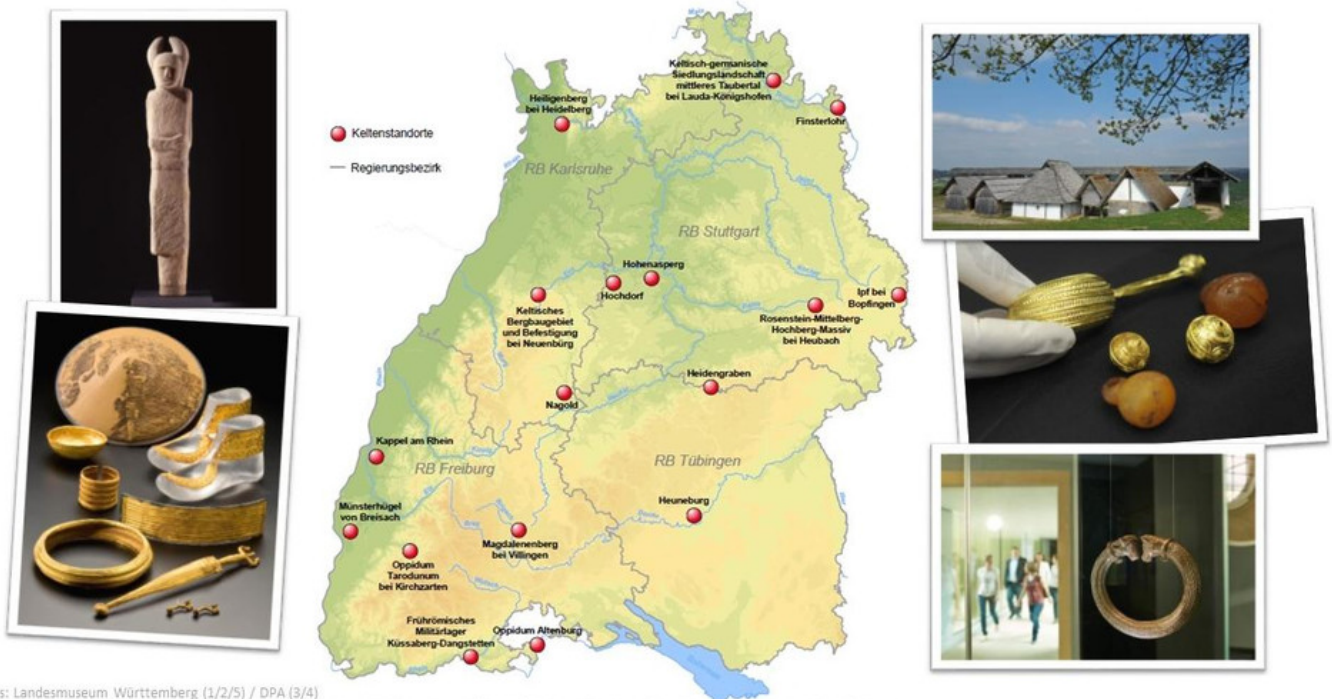 Keltisch-germanische
Siedlungslandschaft
mittleres Taubertal
bei Lauda-Königshofen
Heiligenberg
bei Heidelberg
Finsterlohr
Keltenstandorte
Regierungsbezirk
RB Karlsruhe
RB Stuttgart
Hohenasperg
Hochdorf
Ipf bei
Bopfingen
Keltisches
Bergbaugebiet
und Befestigung
bei Neuenbürg
Rosenstein-Mittelberg-
Hochberg-Massiv
bei Heubach
Heidengraben
Nagold
Kappel am Rhein
RB Freiburg
RB Tübingen
Münsterhügel
von Breisach
Heuneburg
Donau
Magdalenenberg
bei Villingen
Oppidum
Tarodunum
bei Kirchzarten
Frührömisches
Militärlager
Küssaberg-Dangstetten
Oppidum Altenburg
s: Landesmuseum Württemberg (1/2/5) / DPA (3/4)